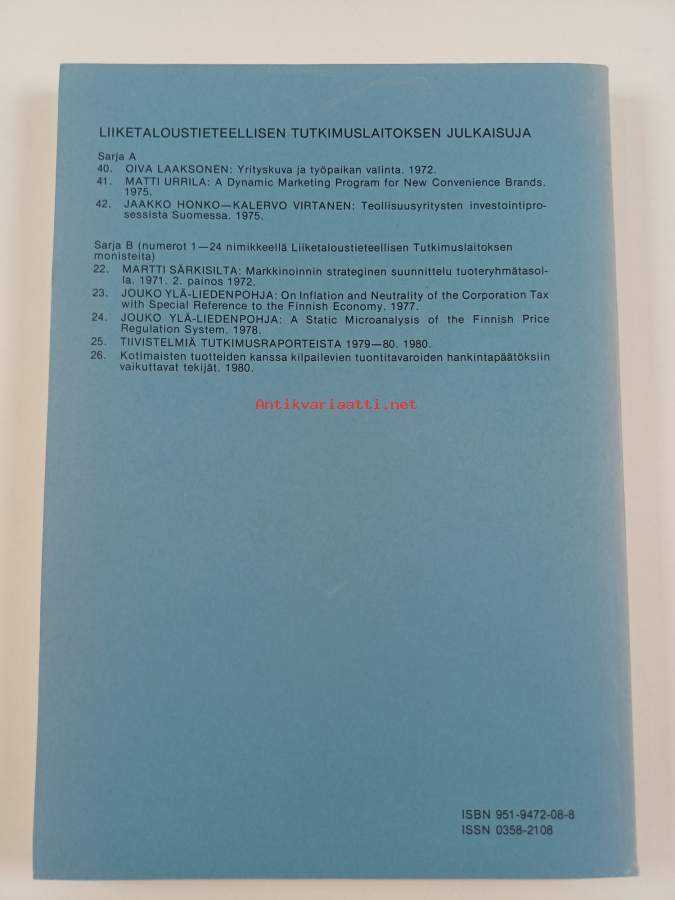 LIIKETALOUSTIETEELLISEN TUTKIMUSLAITOKSEN JULKAISUJA
Sarja A
40. OIVA LAAKSONEN: Yrityskuva ja työpaikan valinta. 1972.
41. MATTI URRILA: A Dynamic Marketing Program for New Convenience Brands.
1975.
42. JAAKKO HONKO—KALERVO VIRTANEN: Teollisuusyritysten investointipro-
sessista Suomessa. 1975.
Sarja B (numerot 1—24 nimikkeellä Liiketaloustieteellisen Tutkimuslaitoksen
monisteita)
22. MARTTI SÄRKISILTA: Markkinoinnin strateginen suunnittelu tuoteryhmätasol-
la. 1971. 2. painos 1972.
23. JOUKO YLÄ-LIEDENPOHJA: On Inflation and Neutrality of the Corporation Tax
with Special Reference to the Finnish Economy. 1977.
24. JOUKO YLÄ-LIEDENPOHJA: A Static Microanalysis of the Finnish Price
Regulation System. 1978.
25. TIIVISTELMIÄ TUTKIMUSRAPORTEISTA 1979—80. 1980.
26. Kotimaisten tuotteiden kanssa kilpailevien tuontitavaroiden hankintapäätöksiin
vaikuttavat tekijät. 1980.
Antikvariaatti.net
ISBN 951-9472-08-8
ISSN 0358-2108